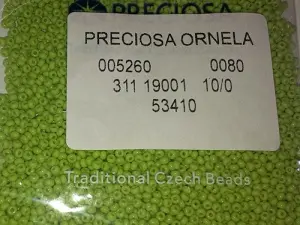 PRECIOSA
PRECIOSA ORNELA
005260 0080
311 19001 10/0
53410
Traditional Czech Beads